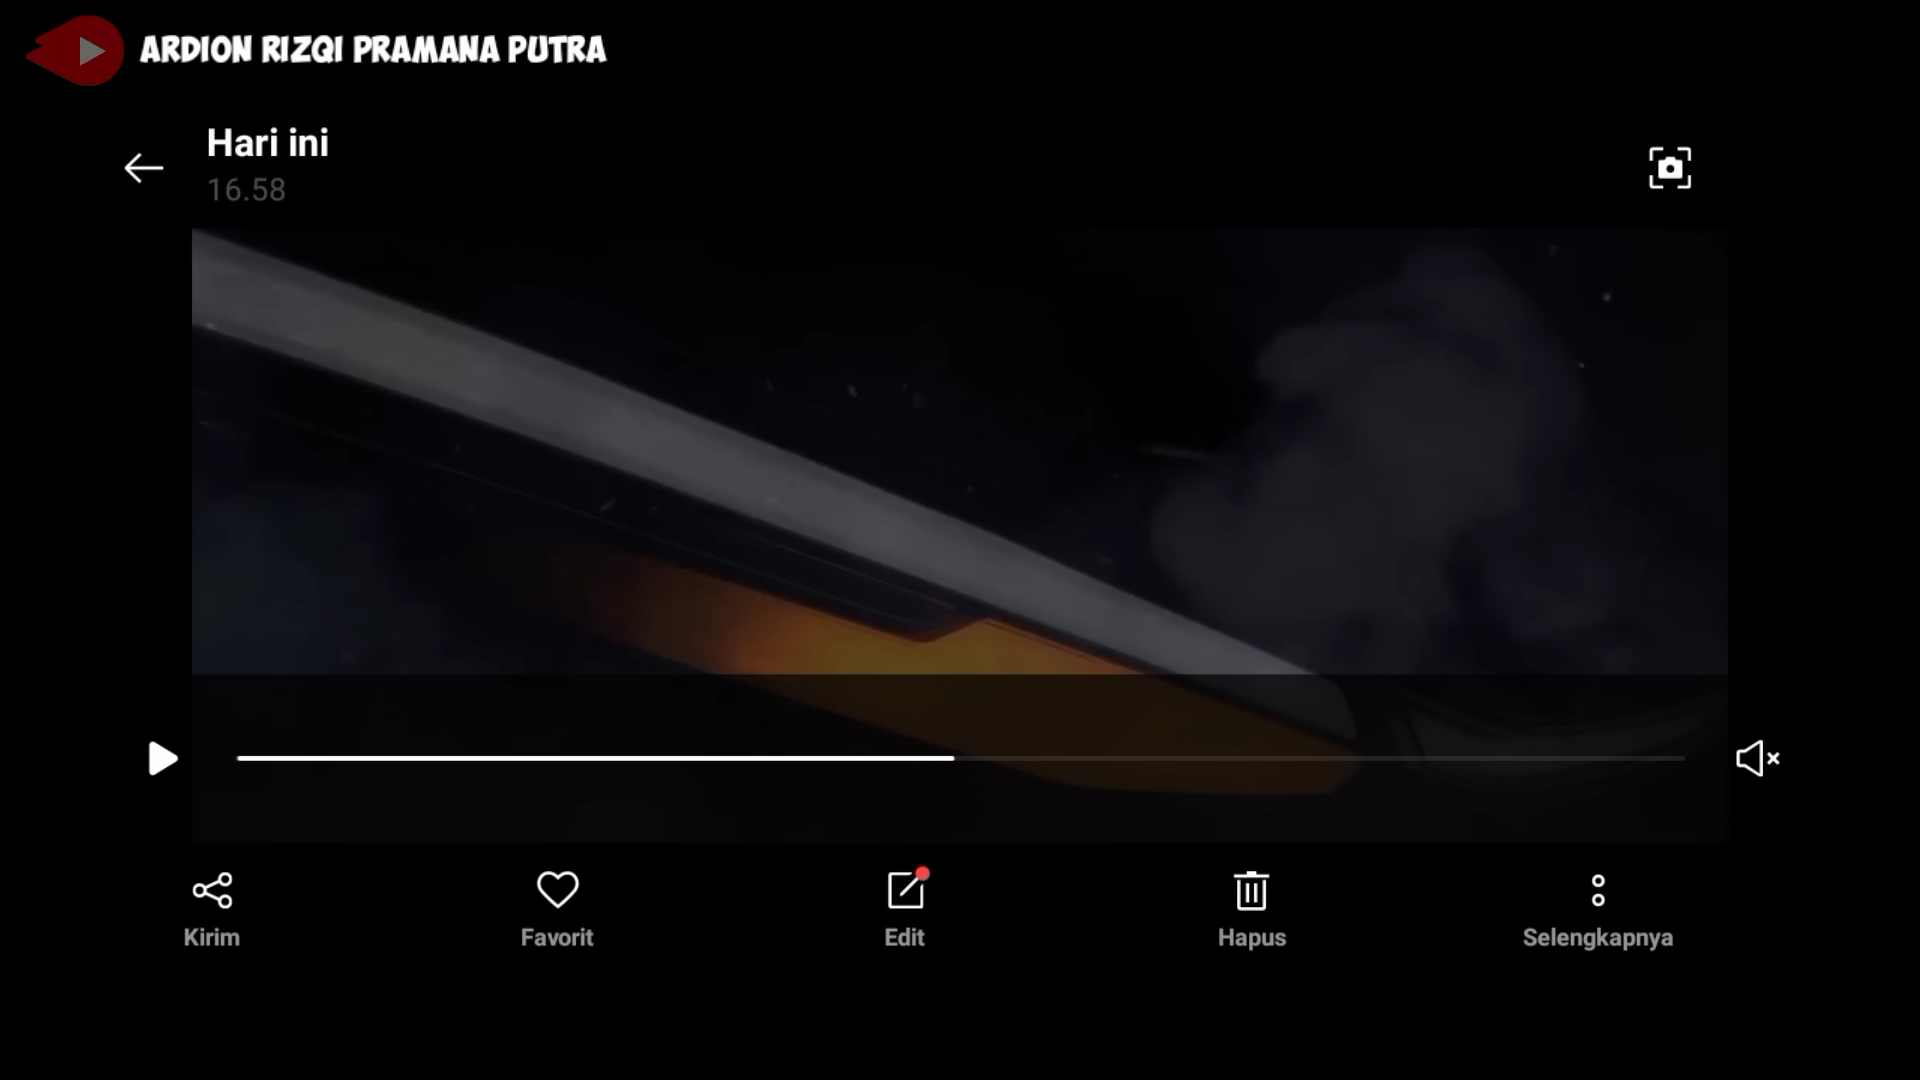 ARDION RIZQI PRAMANA PUTRA
Hari ini
16.58
Kirim
Favorit
Edit
Hapus
Selengkapnya